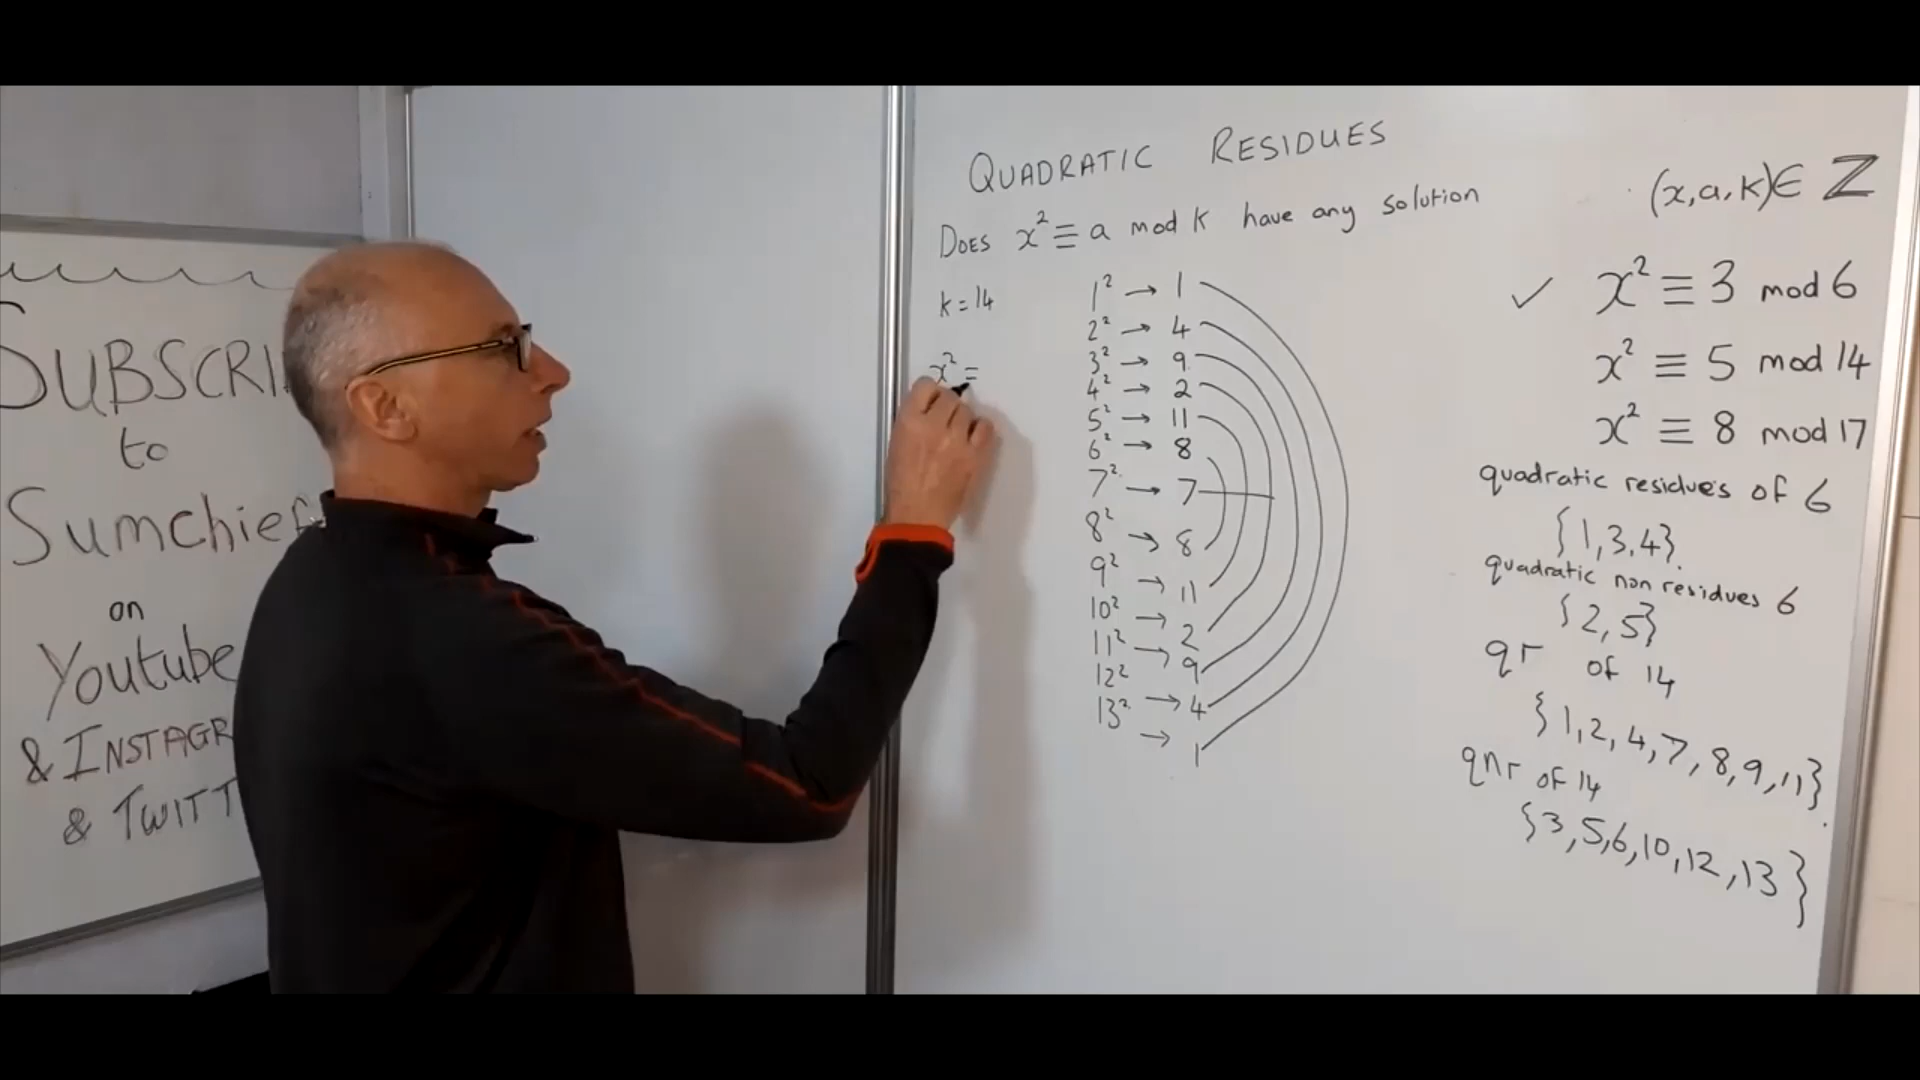 SUBSCRI
to
Sumchief
on
Youtube
& INSTAGR
& TWITT
QUADRATIC RESIDUES
DOES x² ≡ a mod k have any solution
k = 14
x² =
1² → 1
2² → 4
3² → 9
4² → 2
5² → 11
6² → 8
7² → 7
8² → 8
9² → 11
10² → 2
11² → 9
12² → 4
13² → 1
(x, a, k) ∈ ℤ
✓ x² ≡ 3 mod 6
x² ≡ 5 mod 14
x² ≡ 8 mod 17
quadratic residues of 6
{1,3,4}.
quadratic non residues 6
{2,5}
qr of 14
{1,2,4,7,8,9,11}
qnr of 14
{3,5,6,10,12,13}